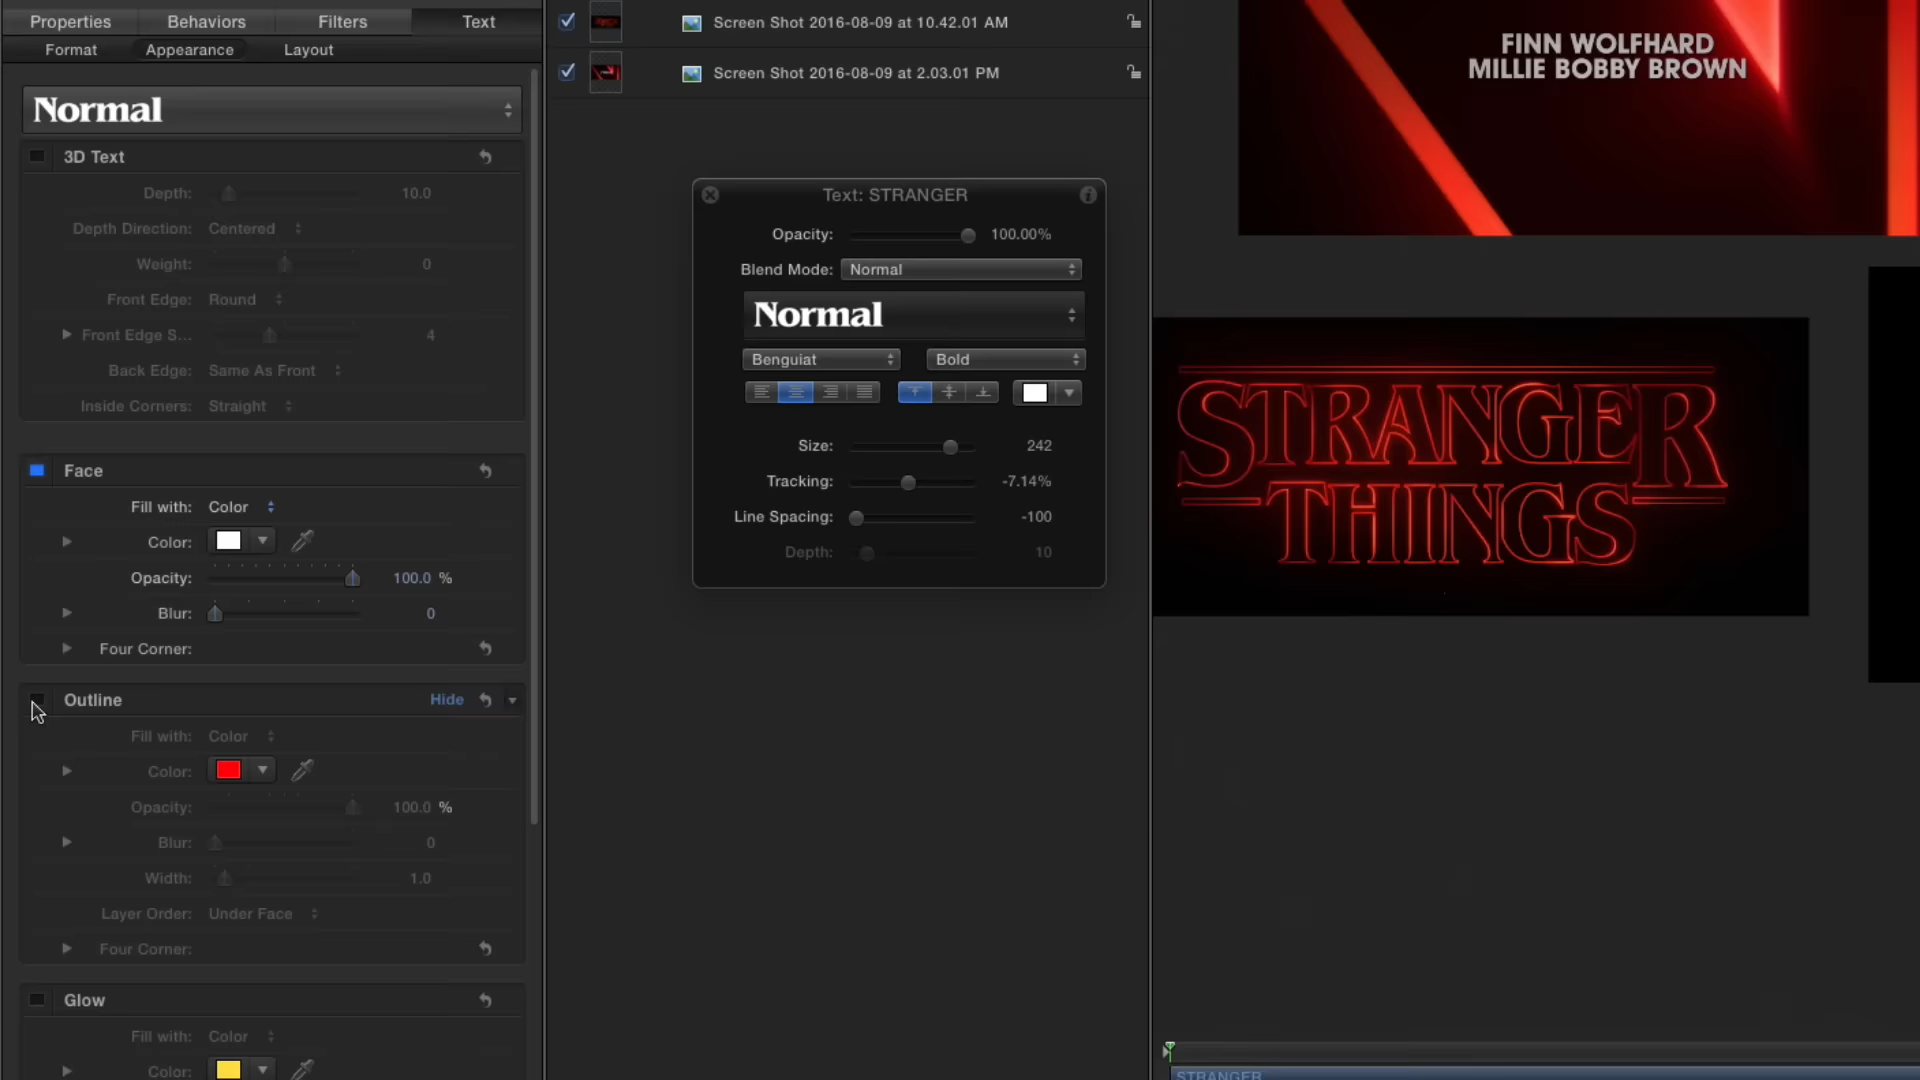 Properties
Behaviors
Filters
Text
Format
Appearance
Layout
Normal
3D Text
Depth: 10.0
Depth Direction: Centered
Weight: 0
Front Edge: Round
Front Edge S... 4
Back Edge: Same As Front
Inside Corners: Straight
Face
Fill with: Color
Color:
Opacity: 100.0 %
Blur: 0
Four Corner:
Outline Hide
Fill with: Color
Color:
Opacity: 100.0 %
Blur: 0
Width: 1.0
Layer Order: Under Face
Four Corner:
Glow
Fill with: Color
Color:
Screen Shot 2016-08-09 at 10.42.01 AM
Screen Shot 2016-08-09 at 2.03.01 PM
Text: STRANGER
Opacity: 100.00%
Blend Mode: Normal
Normal
Benguiat Bold
Size: 242
Tracking: -7.14%
Line Spacing: -100
Depth: 10
FINN WOLFHARD
MILLIE BOBBY BROWN
STRANGER
THINGS
STRANGER